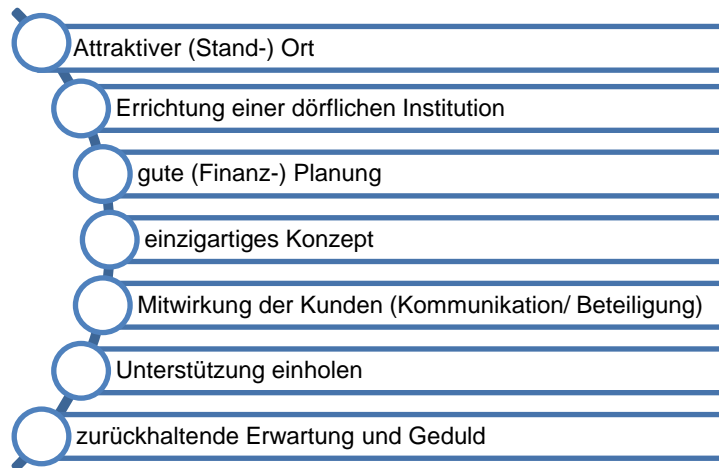 Attraktiver (Stand-) Ort
Errichtung einer dörflichen Institution
gute (Finanz-) Planung
einzigartiges Konzept
Mitwirkung der Kunden (Kommunikation/ Beteiligung)
Unterstützung einholen
zurückhaltende Erwartung und Geduld